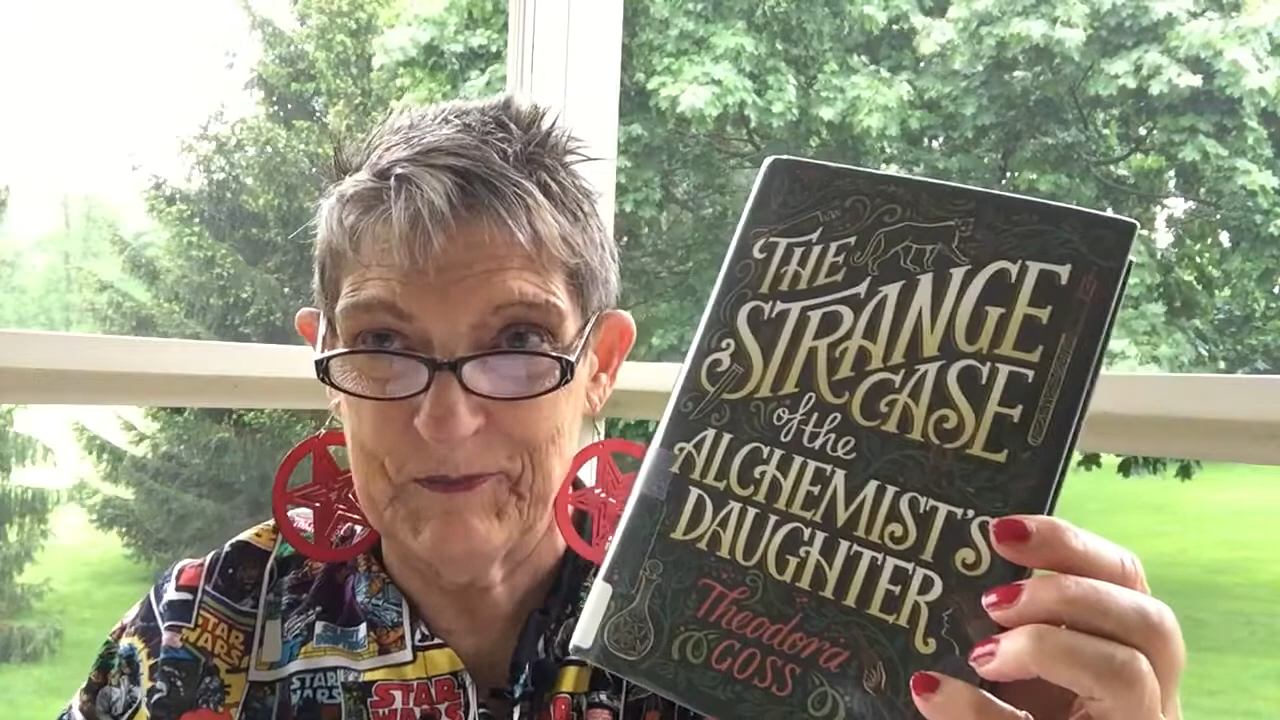 THE
STRANGE
CASE
of the
ALCHEMIST'S
DAUGHTER
Theodora
GOSS
STAR
WARS
STAR
WARS
STAR
WARS